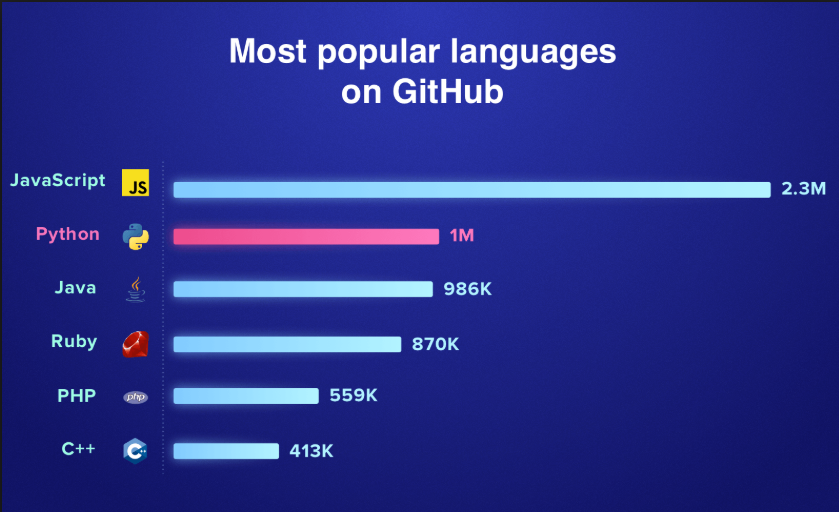 Most popular languages
on GitHub
JavaScript JS 2.3M
Python 1M
Java 986K
Ruby 870K
PHP php 559K
C++ C++ 413K